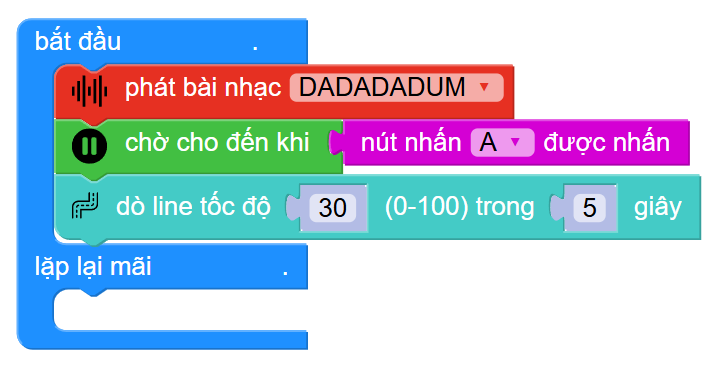 bắt đầu .
phát bài nhạc DADADADUM
chờ cho đến khi nút nhấn A được nhấn
dò line tốc độ 30 (0-100) trong 5 giây
lặp lại mãi .